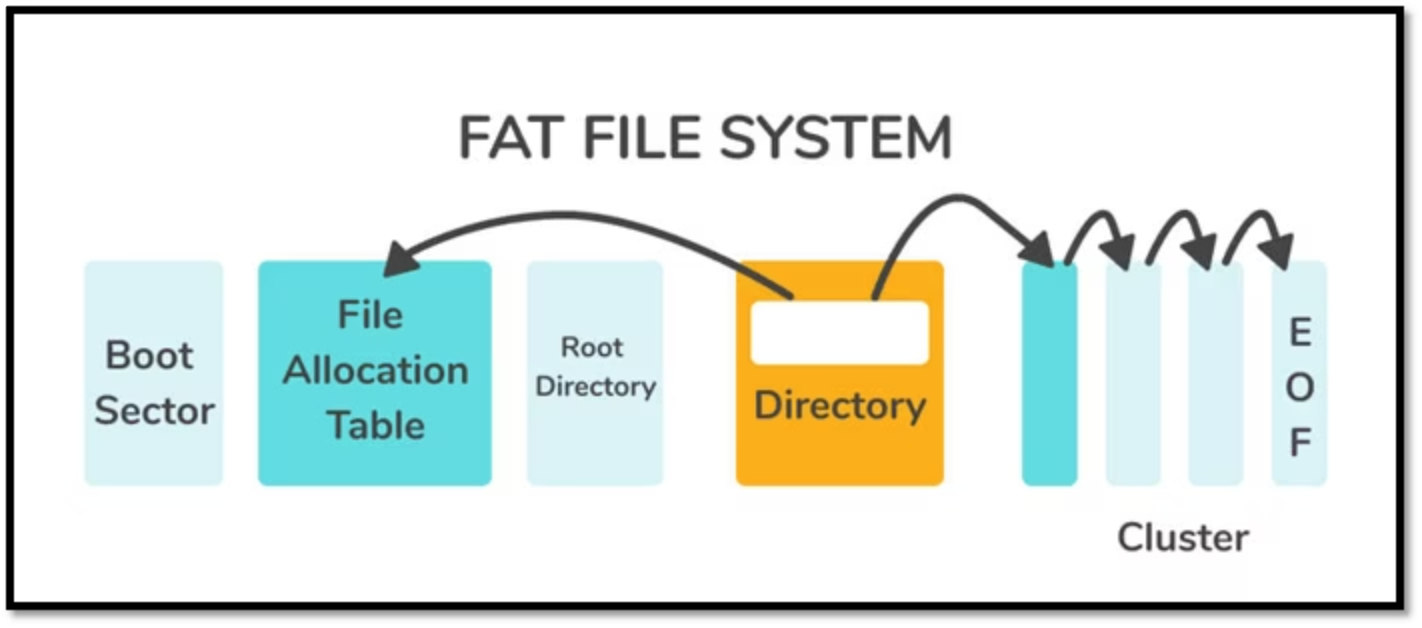 FAT FILE SYSTEM
Boot
Sector
File
Allocation
Table
Root
Directory
Directory
E
O
F
Cluster